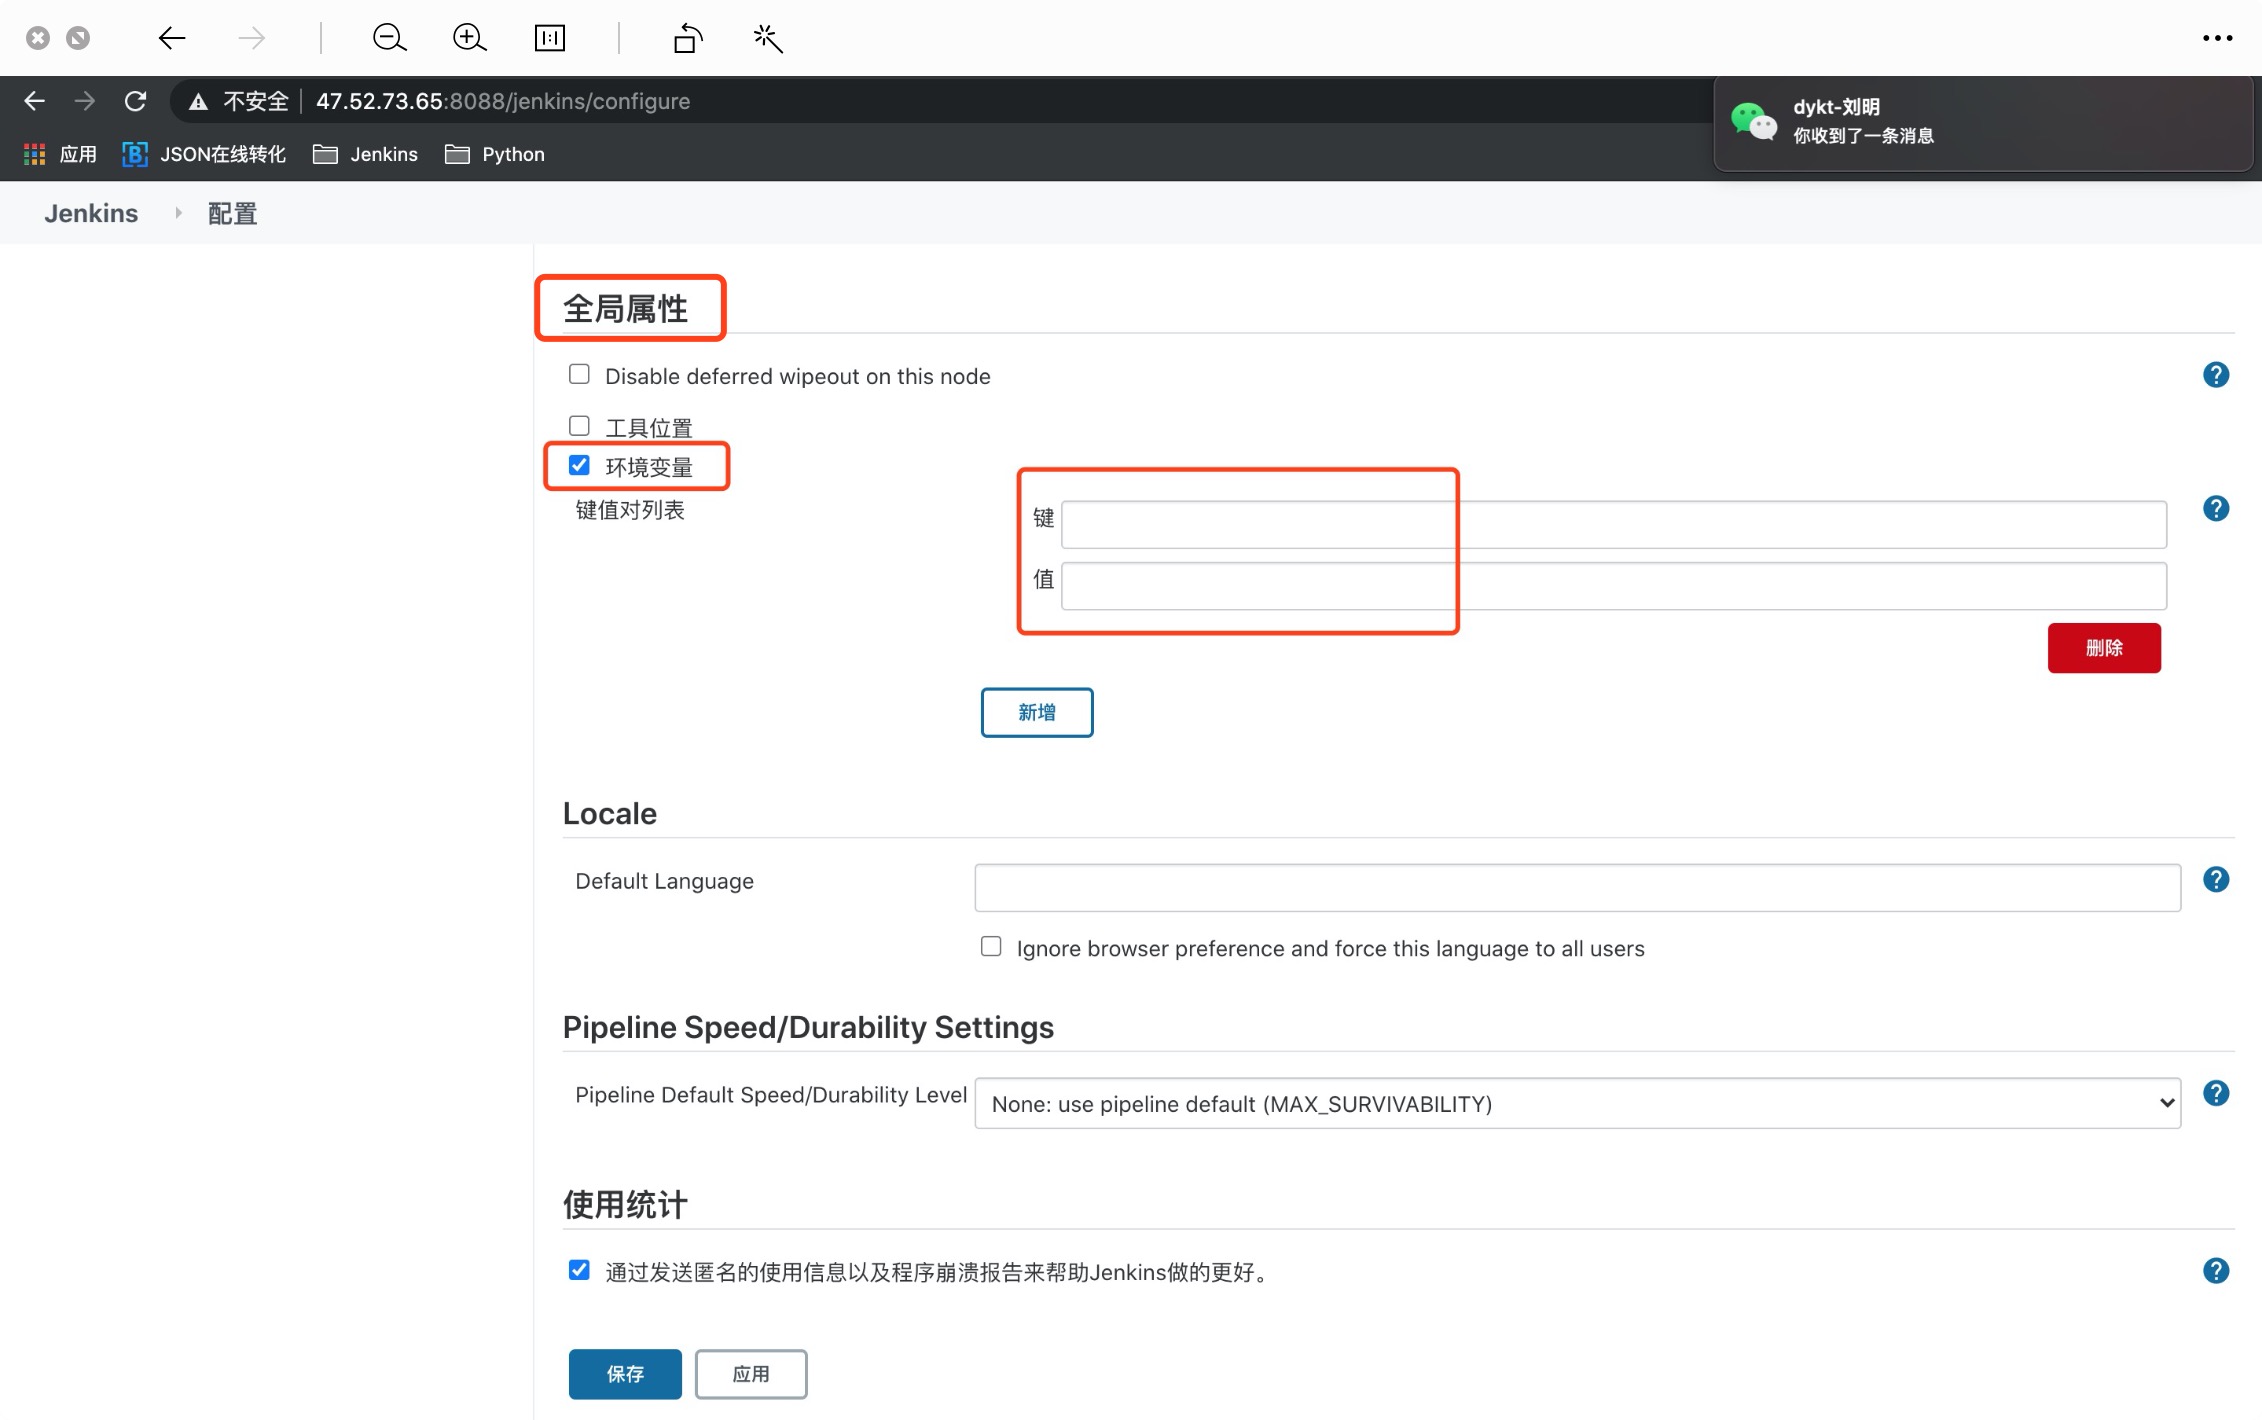 不安全 47.52.73.65:8088/jenkins/configure
dykt-刘明
你收到了一条消息
应用 JSON在线转化 Jenkins Python
Jenkins 配置
全局属性
Disable deferred wipeout on this node
工具位置
环境变量
键值对列表
键
值
删除
新增
Locale
Default Language
Ignore browser preference and force this language to all users
Pipeline Speed/Durability Settings
Pipeline Default Speed/Durability Level None: use pipeline default (MAX_SURVIVABILITY)
使用统计
通过发送匿名的使用信息以及程序崩溃报告来帮助Jenkins做的更好。
保存 应用